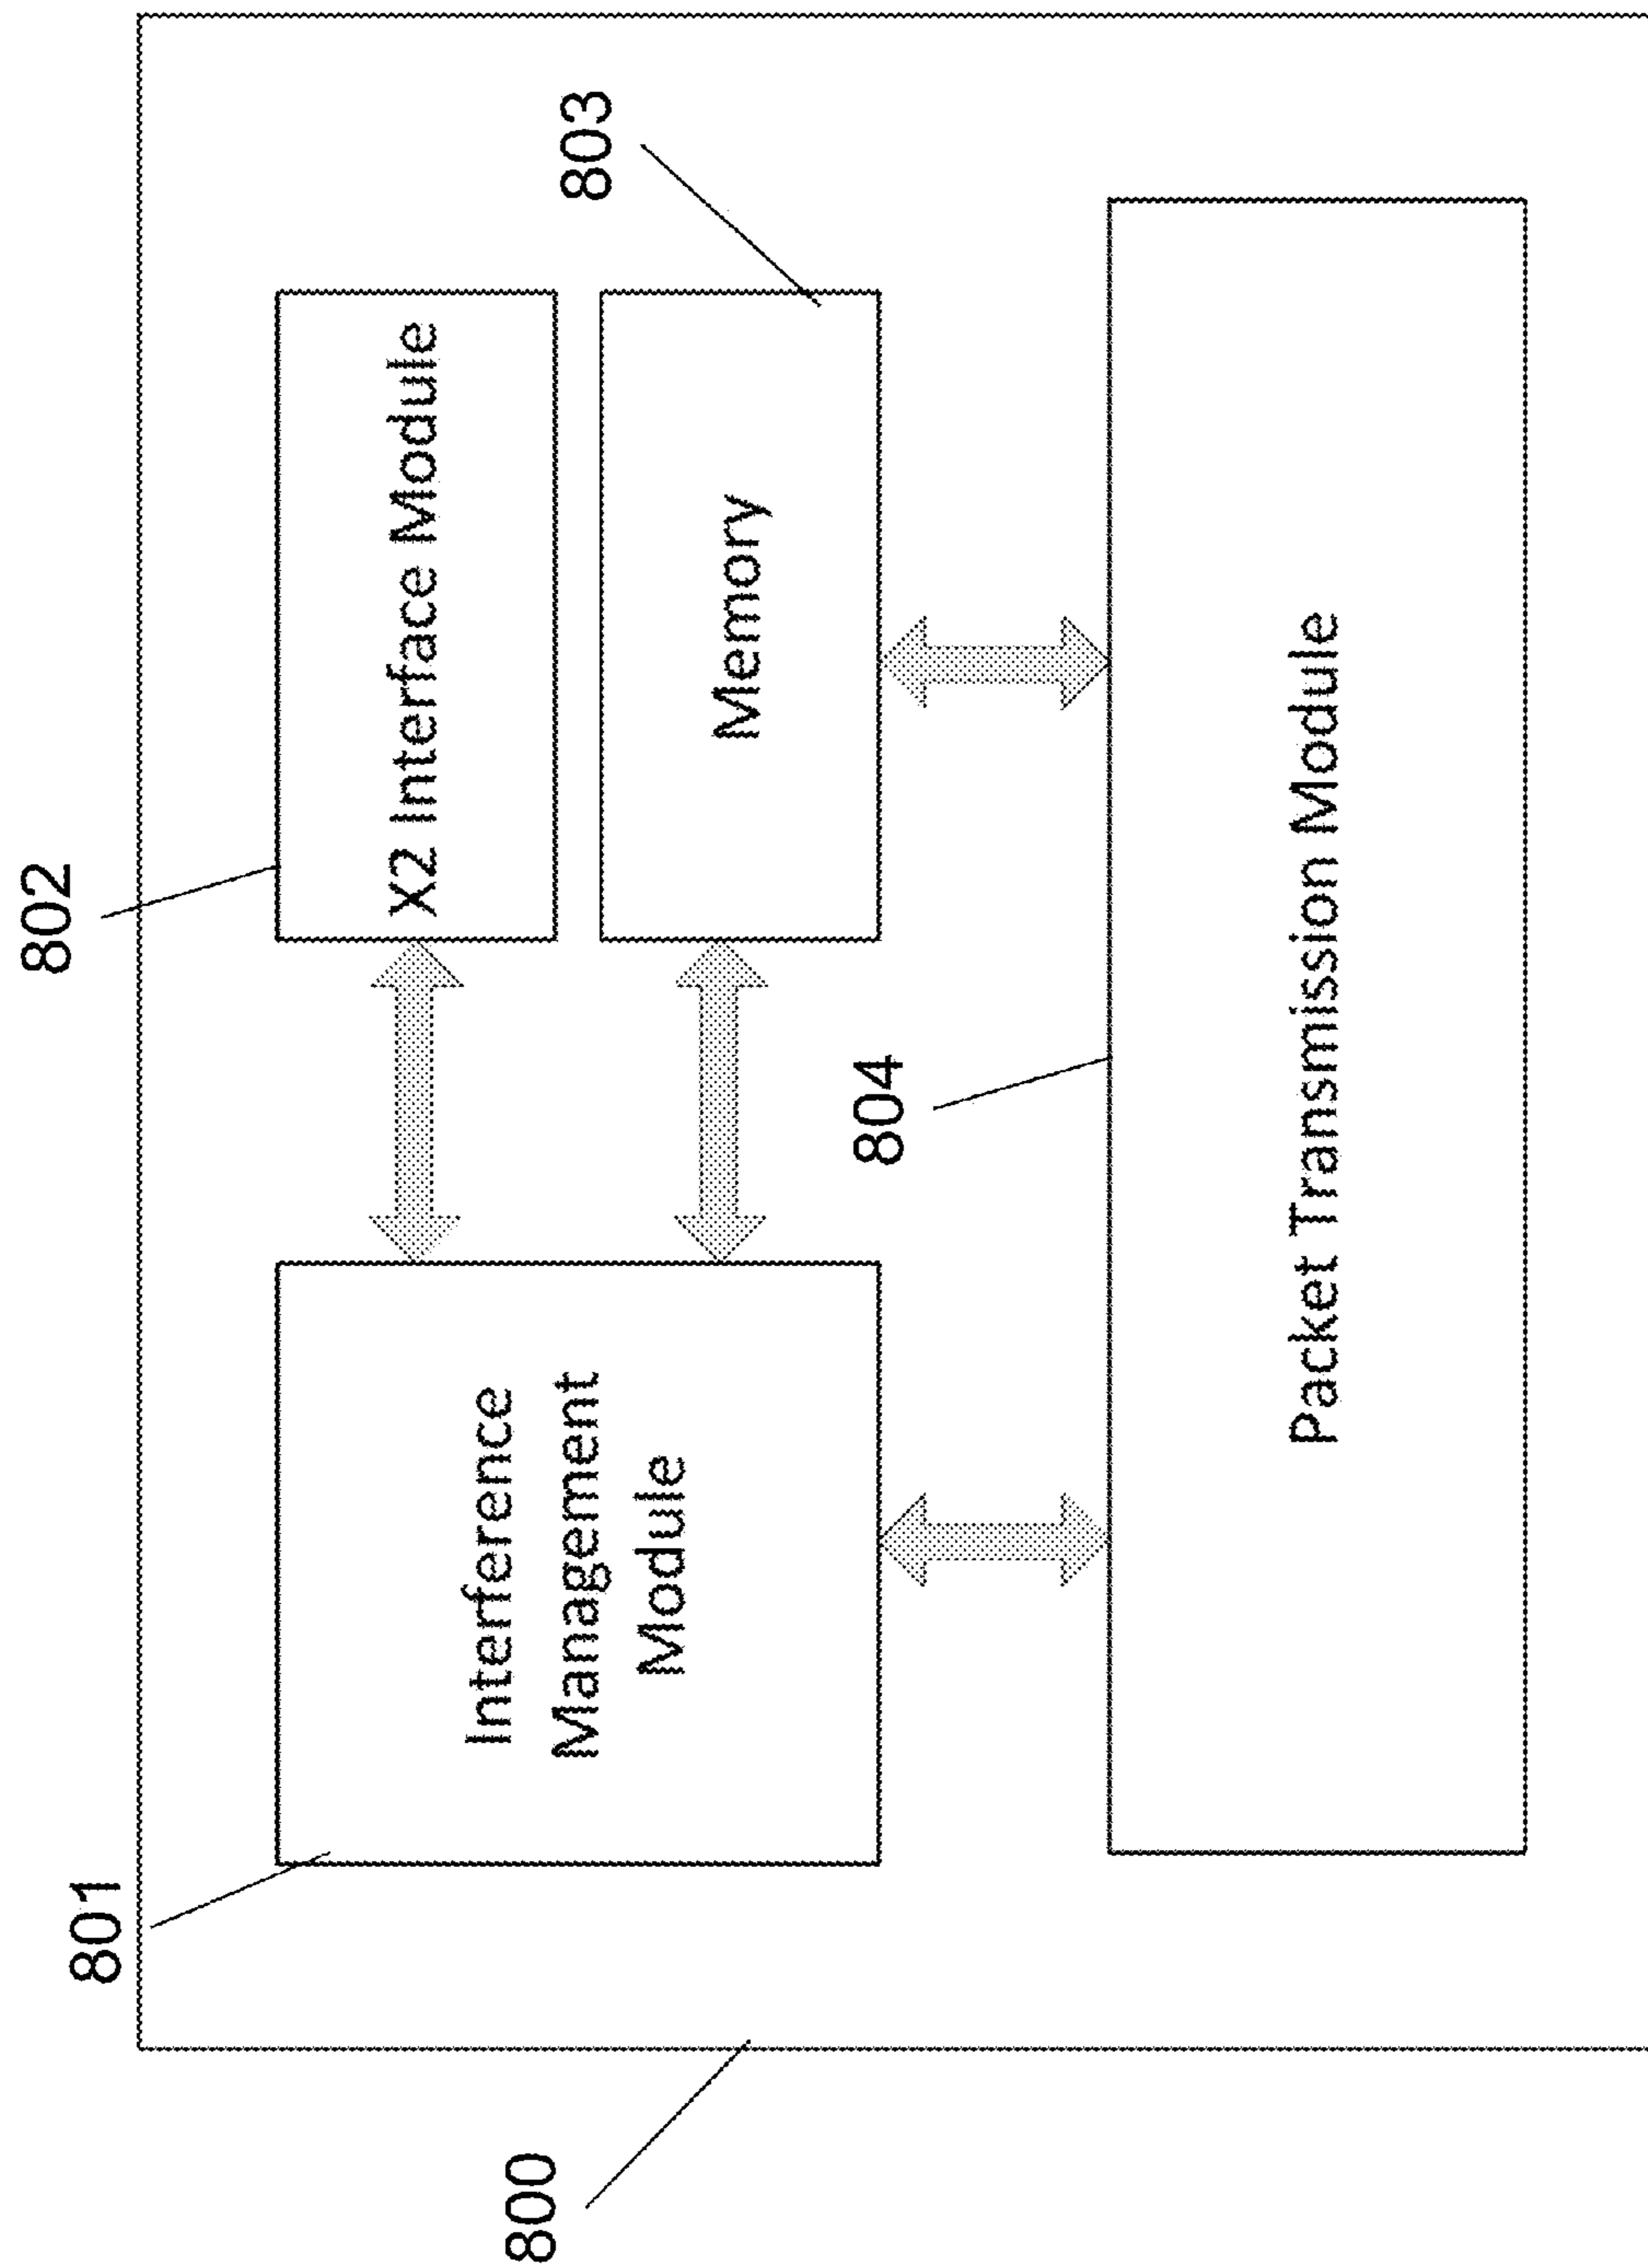 802
801
X2 Interface Module
Interference
Management
Module
803
Memory
800
804
Packet Transmission Module